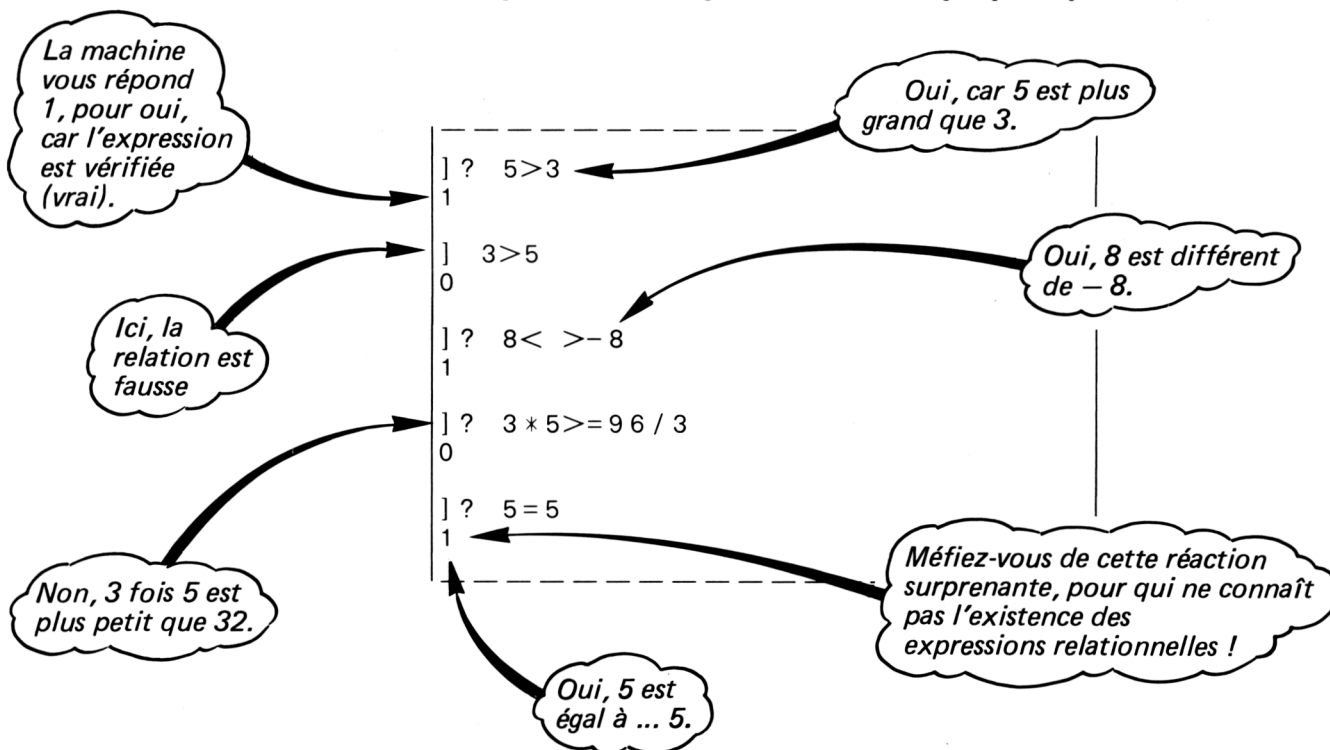 La machine
vous répond
1, pour oui,
car l'expression
est vérifiée
(vrai).
Oui, car 5 est plus
grand que 3.
] ? 5>3
1
] 3>5
0
Ici, la
relation est
fausse
Oui, 8 est différent
de – 8.
] ? 8< >–8
1
] ? 3 * 5>=96 / 3
0
Non, 3 fois 5 est
plus petit que 32.
] ? 5=5
1
Méfiez-vous de cette réaction
surprenante, pour qui ne connaît
pas l'existence des
expressions relationnelles !
Oui, 5 est
égal à ... 5.